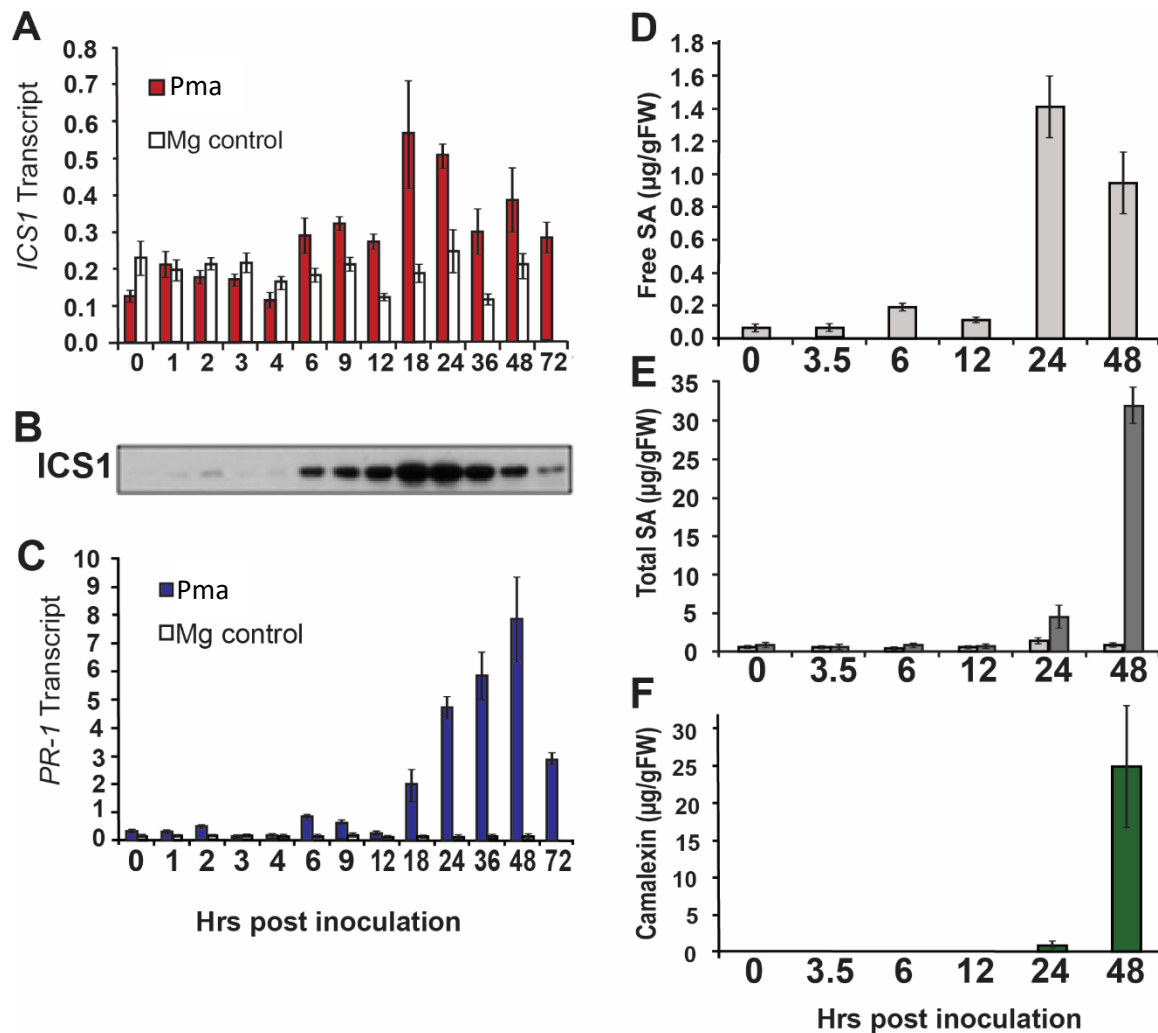 A
ICS1 Transcript
0.8
0.7
0.6
0.5
0.4
0.3
0.2
0.1
0.0
Pma
Mg control
0 1 2 3 4 6 9 12 18 24 36 48 72
B
ICS1
C
PR-1 Transcript
10
9
8
7
6
5
4
3
2
1
0
Pma
Mg control
0 1 2 3 4 6 9 12 18 24 36 48 72
Hrs post inoculation
D
Free SA (µg/gFW)
1.8
1.6
1.4
1.2
1.0
0.8
0.6
0.4
0.2
0.0
0 3.5 6 12 24 48
E
Total SA (µg/gFW)
35
30
25
20
15
10
5
0
0 3.5 6 12 24 48
F
Camalexin (µg/gFW)
30
25
20
15
10
5
0
0 3.5 6 12 24 48
Hrs post inoculation